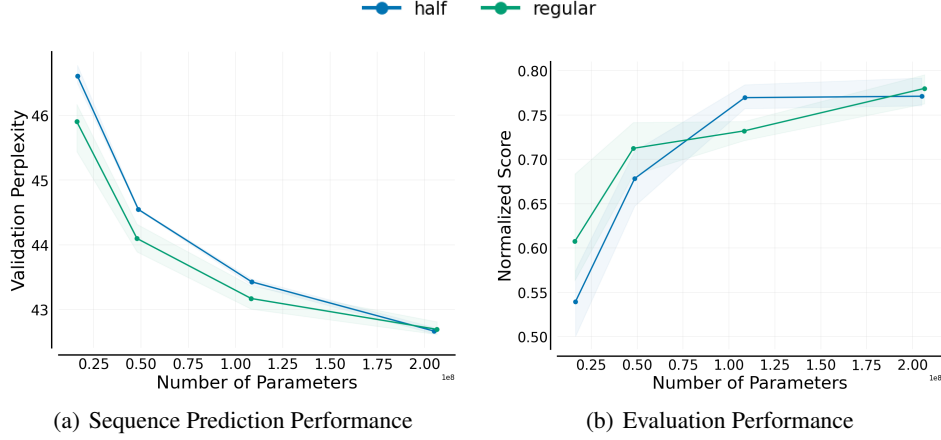 half regular
46
45
44
43
Validation Perplexity
0.25 0.50 0.75 1.00 1.25 1.50 1.75 2.00
1e8
Number of Parameters
(a) Sequence Prediction Performance
0.80
0.75
0.70
0.65
0.60
0.55
0.50
Normalized Score
0.25 0.50 0.75 1.00 1.25 1.50 1.75 2.00
1e8
Number of Parameters
(b) Evaluation Performance